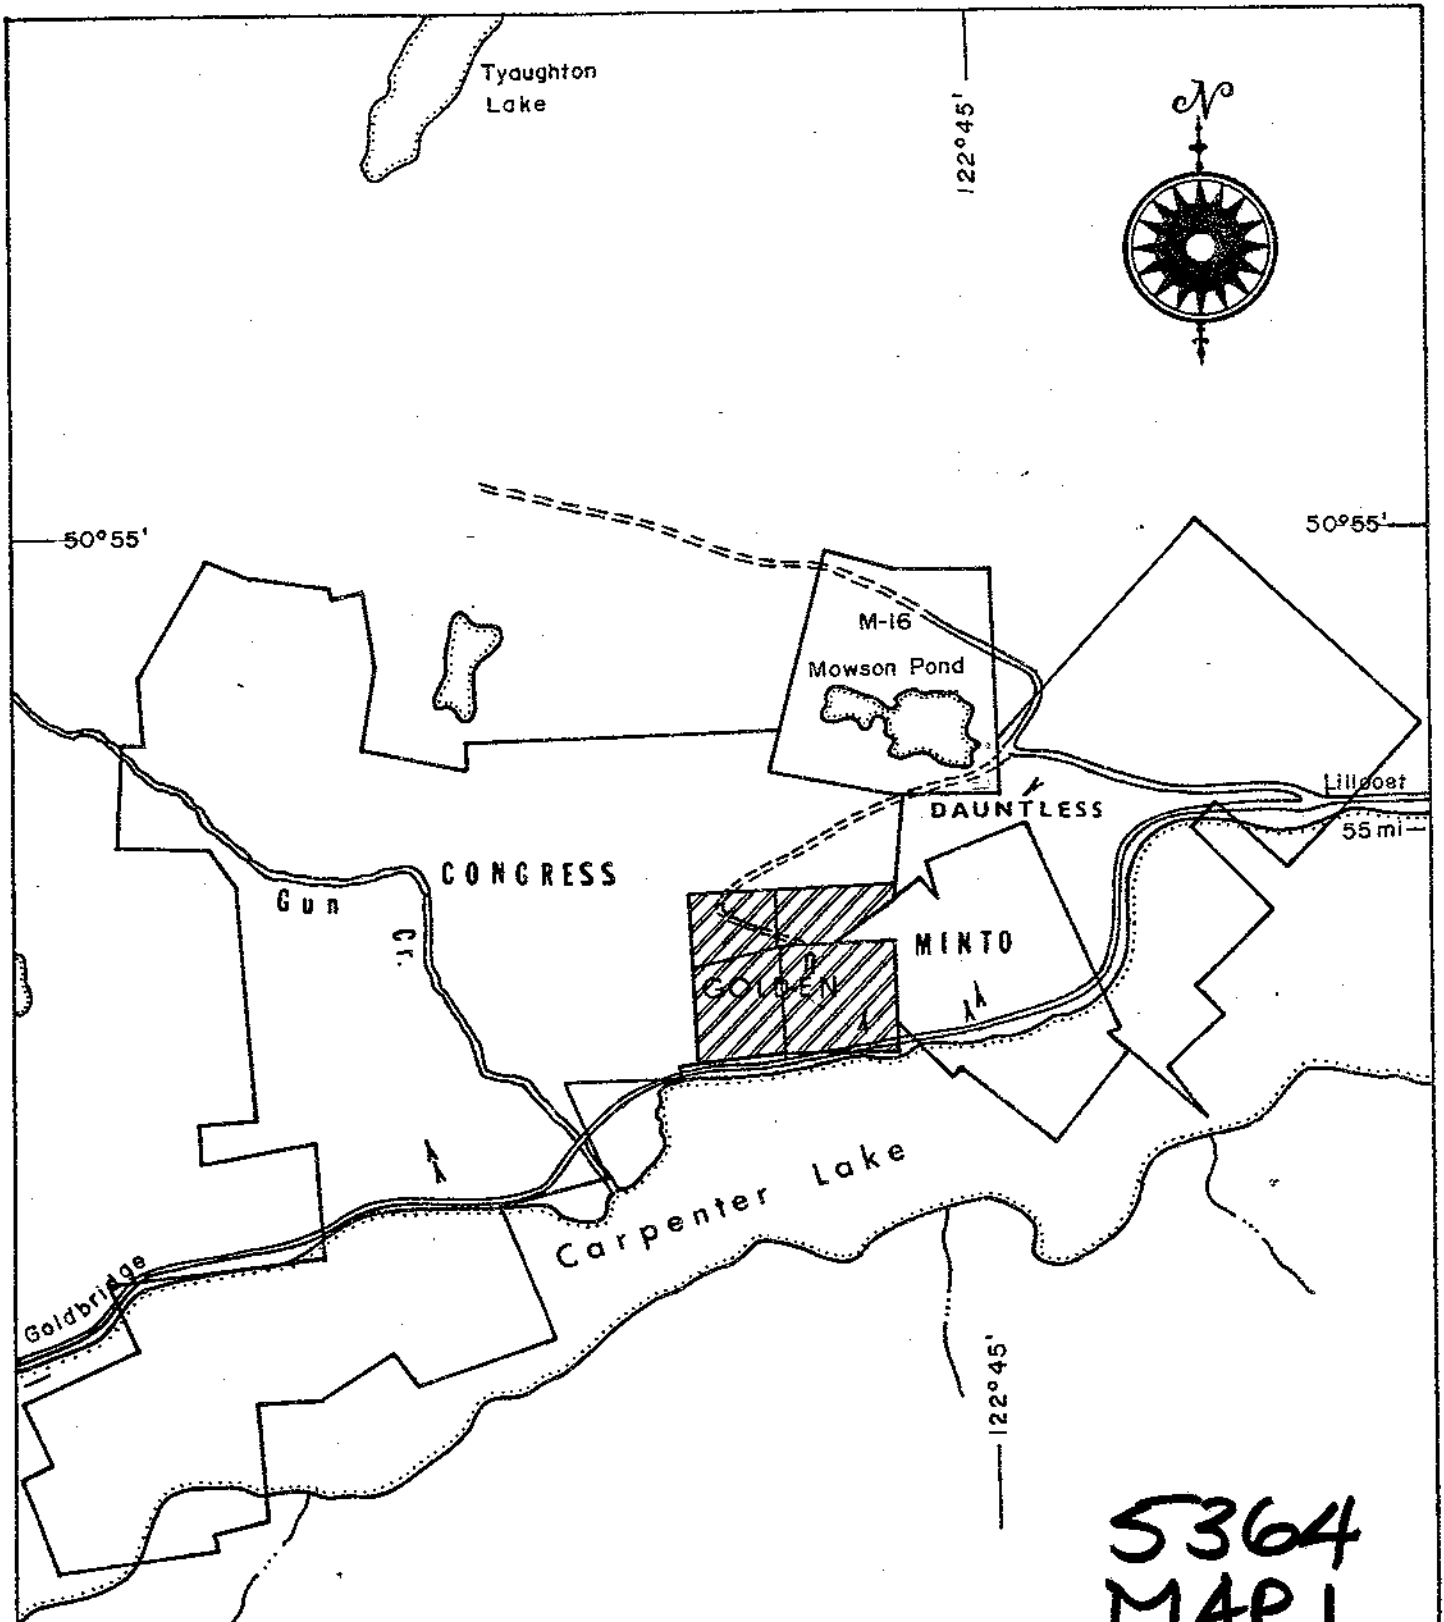 Tyaughton
Lake
122°45'
N
50°55'
50°55'
M-16
Mowson Pond
Lillooet
DAUNTLESS
55 mi
CONGRESS
Gun
Cr.
MINTO
GOLDEN
Carpenter Lake
Goldbridge
122°45'
5364
MAP 1